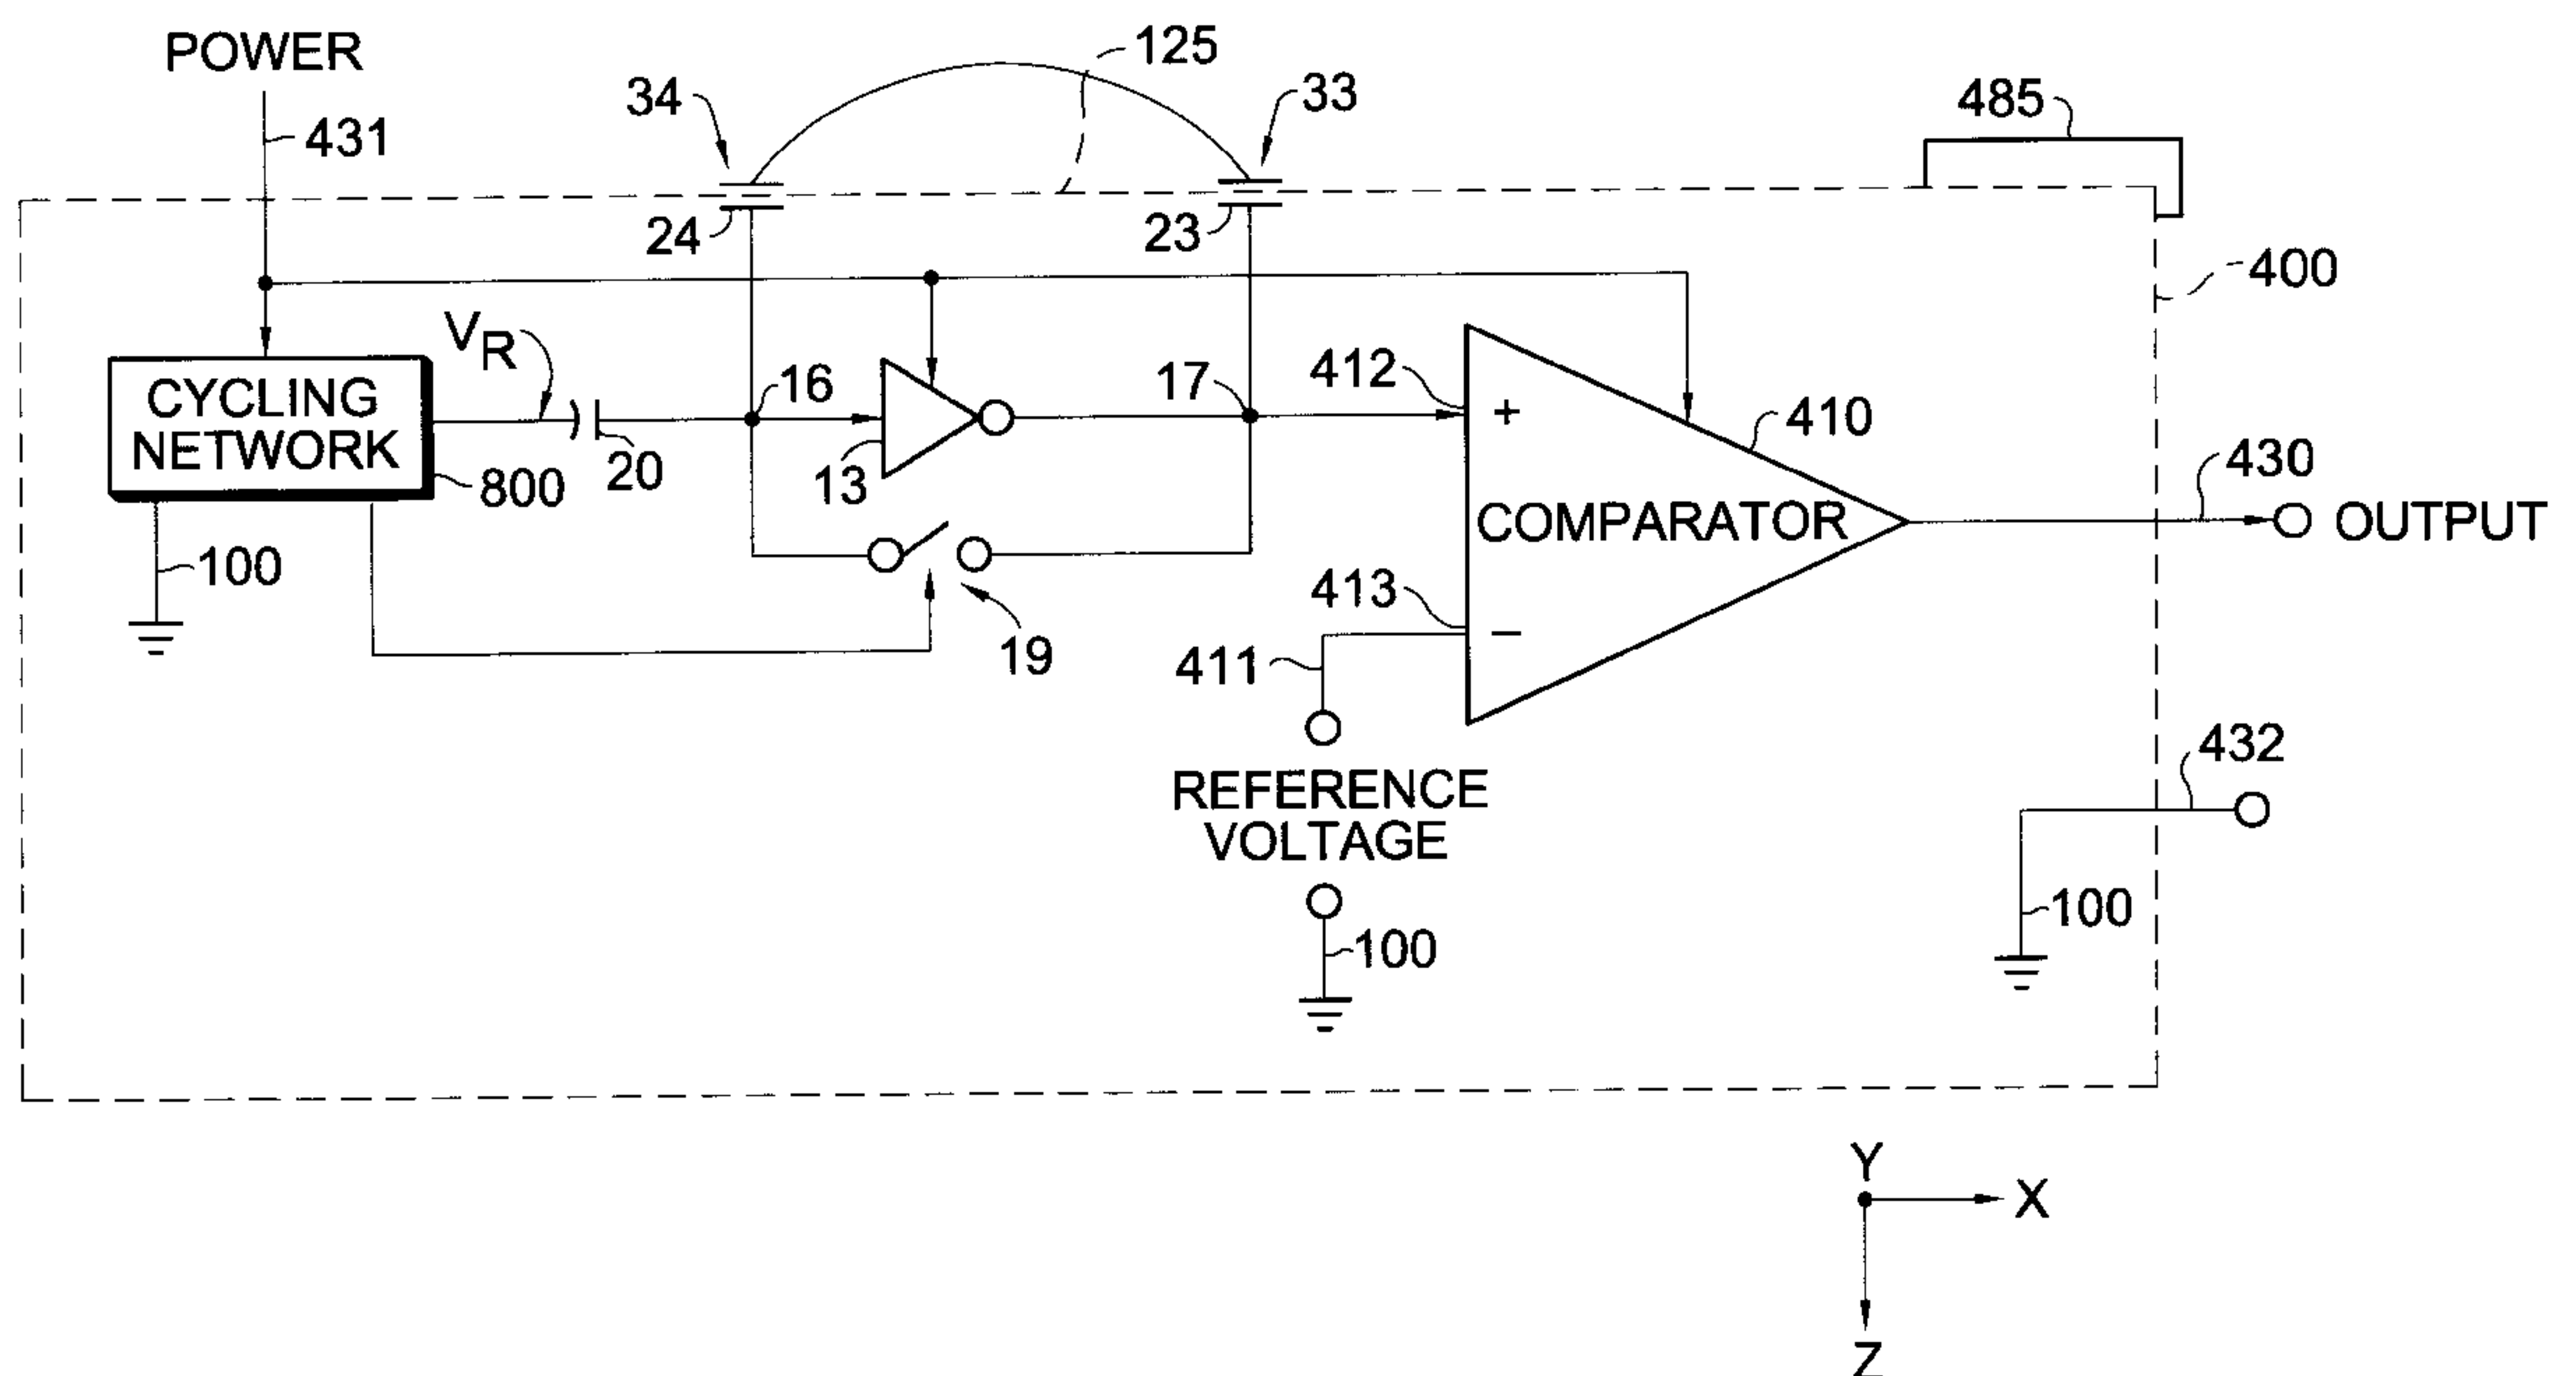 POWER
431
34
125
33
485
24
23
400
VR
CYCLING
NETWORK
800
20
16
13
17
412
+
410
COMPARATOR
430
OUTPUT
100
19
413
−
411
REFERENCE
VOLTAGE
432
100
100
Y
X
Z